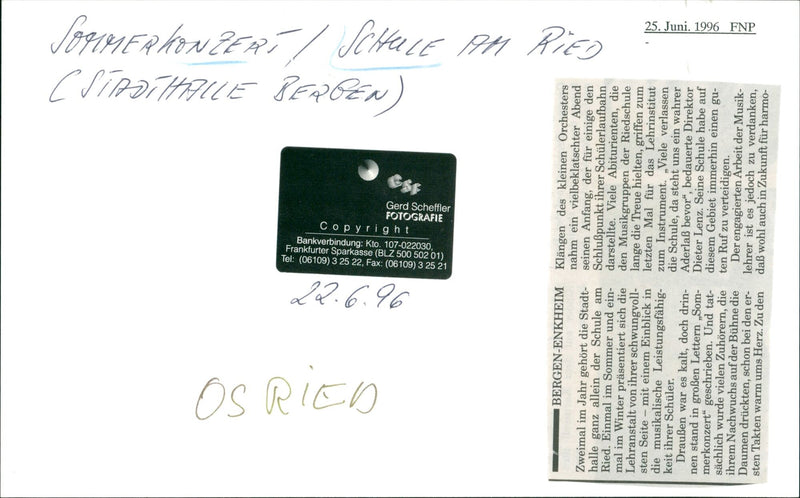 SOMMERKONZERT / SCHULE AM RIED
(STADTHALLE BERGEN)
25. Juni. 1996 FNP
csf
Gerd Scheffler
FOTOGRAFIE
Copyright
Bankverbindung: Kto. 107-022030,
Frankfurter Sparkasse (BLZ 500 502 01)
Tel: (06109) 3 25 22, Fax: (06109) 3 25 21
22.6.96
OS RIED
BERGEN-ENKHEIM
Zweimal im Jahr gehört die Stadt-
halle ganz allein der Schule am
Ried. Einmal im Sommer und ein-
mal im Winter präsentiert sich die
Lehranstalt von ihrer schwungvoll-
sten Seite – mit einem Einblick in
die musikalische Leistungsfähig-
keit ihrer Schüler.
Draußen war es kalt, doch drin-
nen stand in großen Lettern „Som-
merkonzert" geschrieben. Und tat-
sächlich wurde vielen Zuhörern, die
ihrem Nachwuchs auf der Bühne die
Daumen drückten, schon bei den er-
sten Takten warm ums Herz. Zu den
Klängen des kleinen Orchesters
nahm ein vielbeklatschter Abend
seinen Anfang, der für einige den
Schlußpunkt ihrer Schülerlaufbahn
darstellte. Viele Abiturienten, die
den Musikgruppen der Riedschule
lange die Treue hielten, griffen zum
letzten Mal für das Lehrinstitut
zum Instrument. „Viele verlassen
die Schule, da steht uns ein wahrer
Aderlaß bevor", bedauerte Direktor
Dieter Lenz. Seine Schule habe auf
diesem Gebiet immerhin einen gu-
ten Ruf zu verteidigen.
Der engagierten Arbeit der Musik-
lehrer ist es jedoch zu verdanken,
daß wohl auch in Zukunft für harmo-